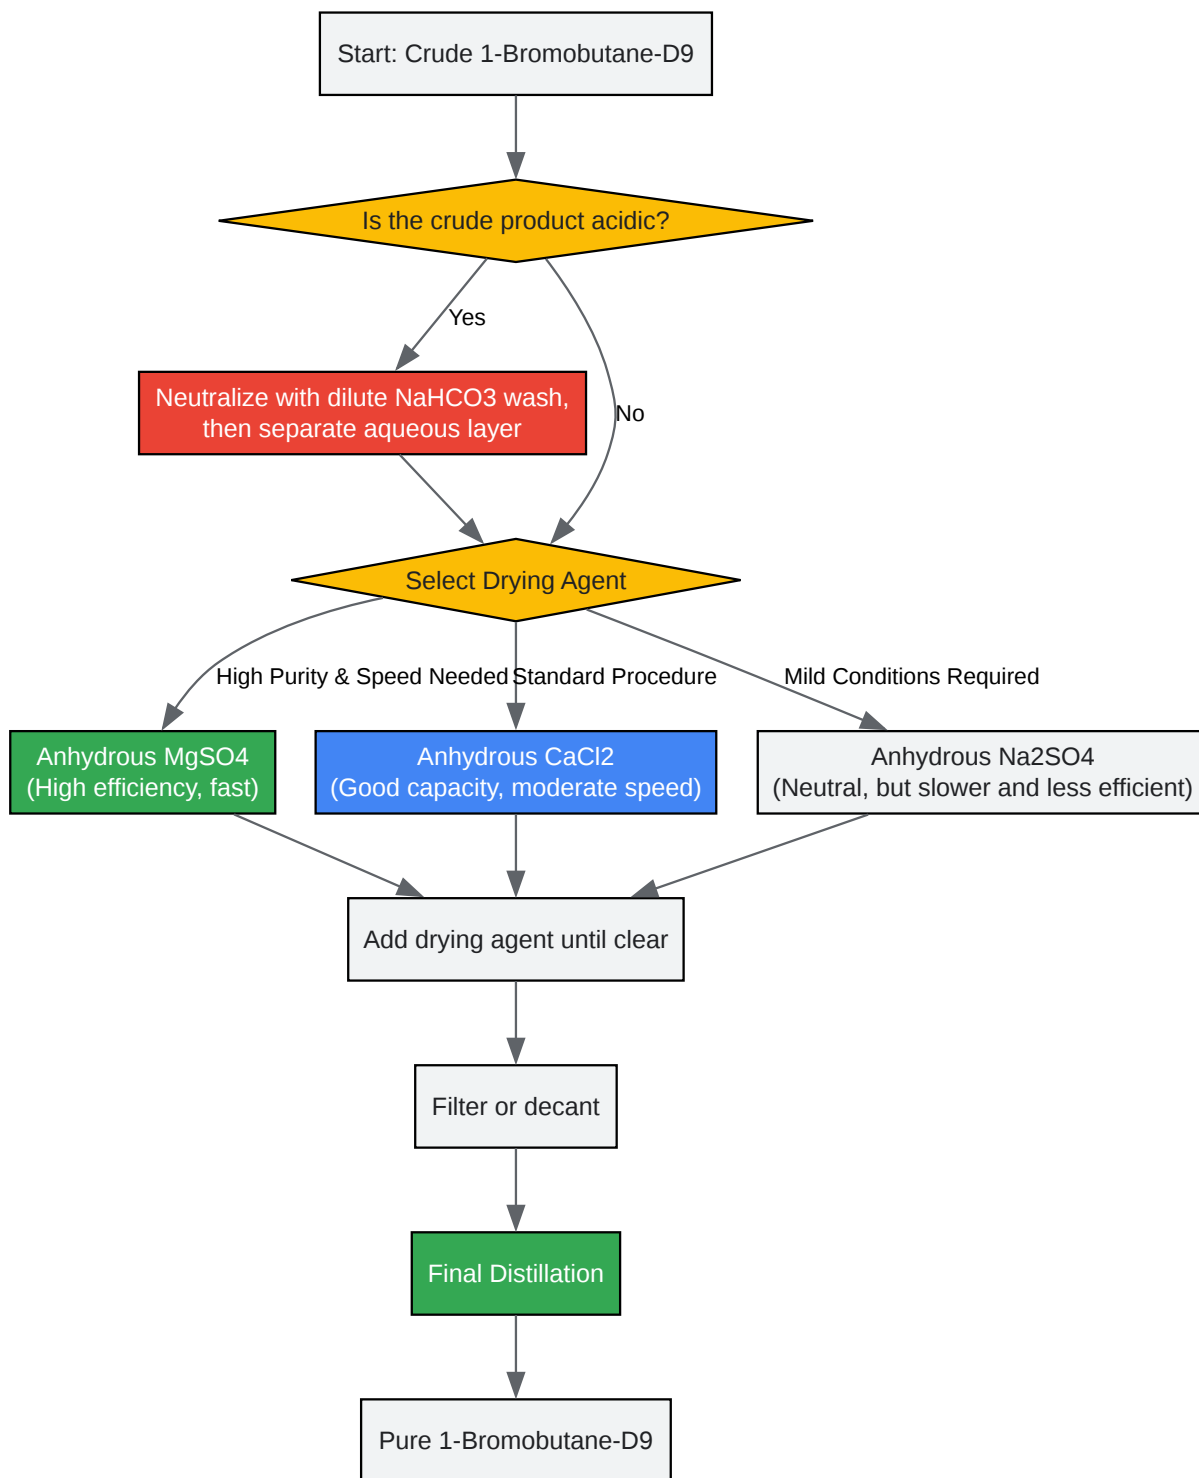 Start: Crude 1-Bromobutane-D9
Is the crude product acidic?
Yes
Neutralize with dilute NaHCO3 wash,
then separate aqueous layer
No
Select Drying Agent
High Purity & Speed Needed
Standard Procedure
Mild Conditions Required
Anhydrous MgSO4
(High efficiency, fast)
Anhydrous CaCl2
(Good capacity, moderate speed)
Anhydrous Na2SO4
(Neutral, but slower and less efficient)
Add drying agent until clear
Filter or decant
Final Distillation
Pure 1-Bromobutane-D9